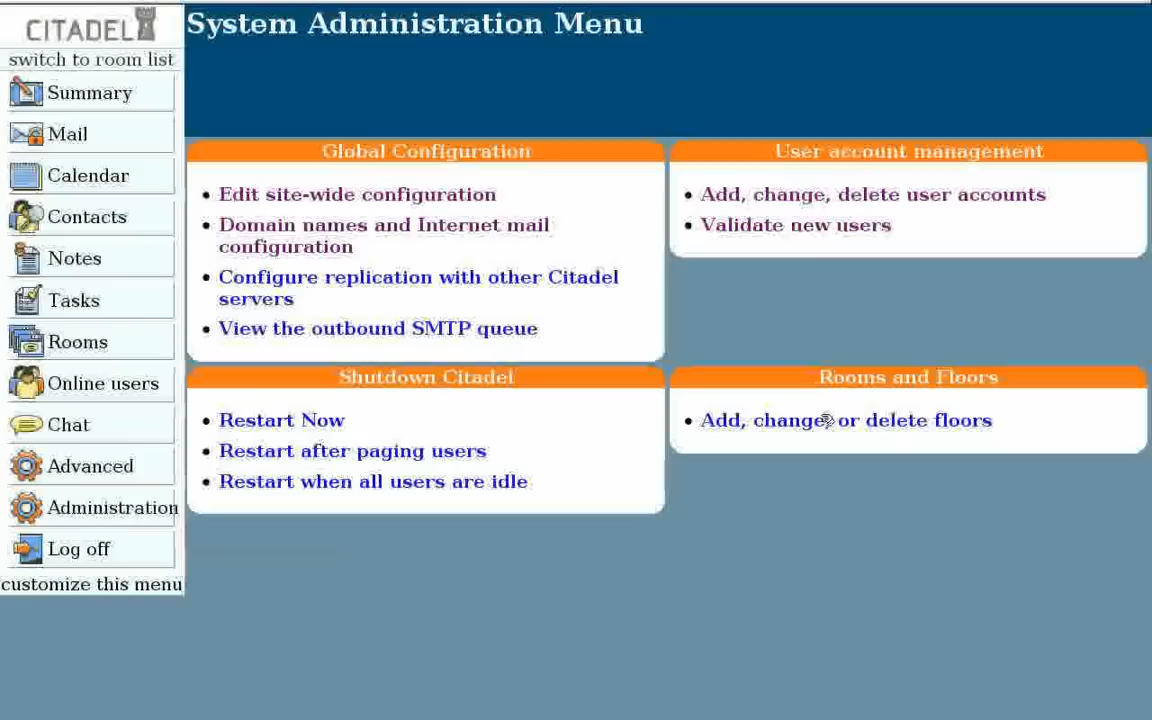 CITADEL
System Administration Menu
switch to room list
Summary
Mail
Calendar
Contacts
Notes
Tasks
Rooms
Online users
Chat
Advanced
Administration
Log off
customize this menu
Global Configuration
Edit site-wide configuration
Domain names and Internet mail
configuration
Configure replication with other Citadel
servers
View the outbound SMTP queue
User account management
Add, change, delete user accounts
Validate new users
Shutdown Citadel
Restart Now
Restart after paging users
Restart when all users are idle
Rooms and Floors
Add, change, or delete floors